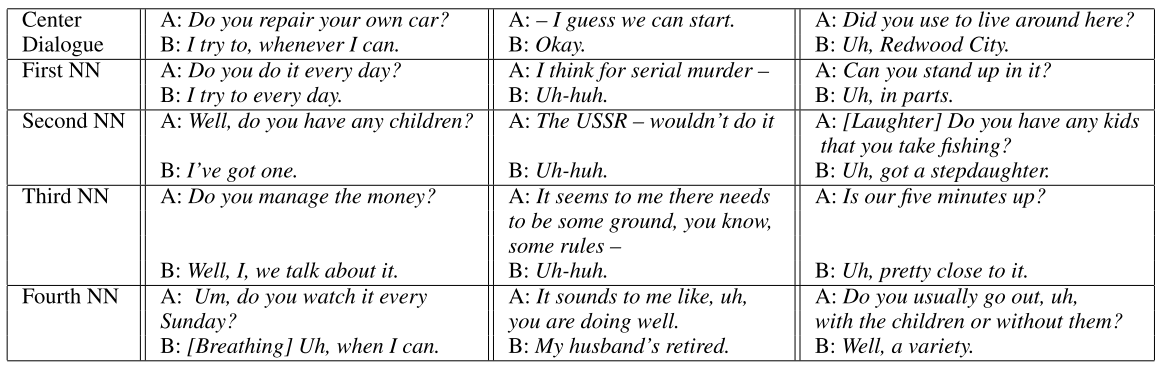 Center Dialogue | A: Do you repair your own car? | A: – I guess we can start. | A: Did you use to live around here?
B: I try to, whenever I can. | B: Okay. | B: Uh, Redwood City.
First NN | A: Do you do it every day? | A: I think for serial murder – | A: Can you stand up in it?
B: I try to every day. | B: Uh-huh. | B: Uh, in parts.
Second NN | A: Well, do you have any children? | A: The USSR – wouldn't do it | A: [Laughter] Do you have any kids
that you take fishing?
B: I've got one. | B: Uh-huh. | B: Uh, got a stepdaughter.
Third NN | A: Do you manage the money? | A: It seems to me there needs | A: Is our five minutes up?
to be some ground, you know,
some rules –
B: Well, I, we talk about it. | B: Uh-huh. | B: Uh, pretty close to it.
Fourth NN | A: Um, do you watch it every | A: It sounds to me like, uh, | A: Do you usually go out, uh,
Sunday? | you are doing well. | with the children or without them?
B: [Breathing] Uh, when I can. | B: My husband's retired. | B: Well, a variety.